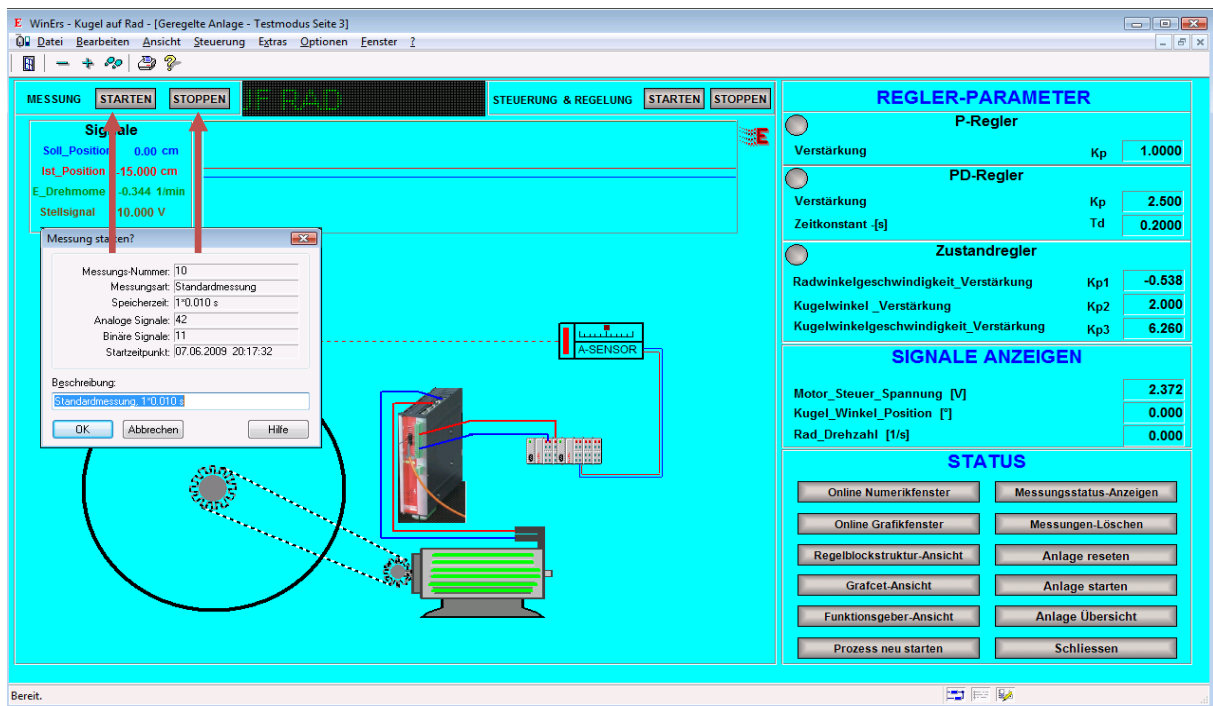 WinErs - Kugel auf Rad - [Geregelte Anlage - Testmodus Seite 3]
Datei Bearbeiten Ansicht Steuerung Extras Optionen Fenster ?
MESSUNG STARTEN STOPPEN UF RAD STEUERUNG & REGELUNG STARTEN STOPPEN
Soll_Position 0.00 cm
Ist_Position -15.000 cm
E_Drehmome -0.344 1/min
Stellsignal 10.000 V
E
Messung starten?
Messungs-Nummer: 10
Messungsart: Standardmessung
Speicherzeit: 1*0.010 s
Analoge Signale: 42
Binäre Signale: 11
Startzeitpunkt: 07.06.2009 20:17:32
Beschreibung:
Standardmessung, 1*0.010 s
OK Abbrechen Hilfe
A-SENSOR
REGLER-PARAMETER
P-Regler
Verstärkung Kp 1.0000
PD-Regler
Verstärkung Kp 2.500
Zeitkonstant -[s] Td 0.2000
Zustandregler
Radwinkelgeschwindigkeit_Verstärkung Kp1 -0.538
Kugelwinkel _Verstärkung Kp2 2.000
Kugelwinkelgeschwindigkeit_Verstärkung Kp3 6.260
SIGNALE ANZEIGEN
Motor_Steuer_Spannung [V] 2.372
Kugel_Winkel_Position [°] 0.000
Rad_Drehzahl [1/s] 0.000
STATUS
Online Numerikfenster Messungsstatus-Anzeigen
Online Grafikfenster Messungen-Löschen
Regelblockstruktur-Ansicht Anlage reseten
Grafcet-Ansicht Anlage starten
Funktionsgeber-Ansicht Anlage Übersicht
Prozess neu starten Schliessen
Bereit.